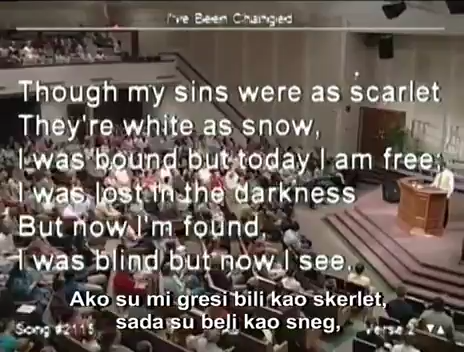 I've Been Changed
Though my sins were as scarlet
They're white as snow,
I was bound but today I am free;
I was lost in the darkness
But now I'm found,
I was blind but now I see.
Ako su mi gresi bili kao skerlet,
sada su beli kao sneg,
Song #2115
Verse 2 ▼▲